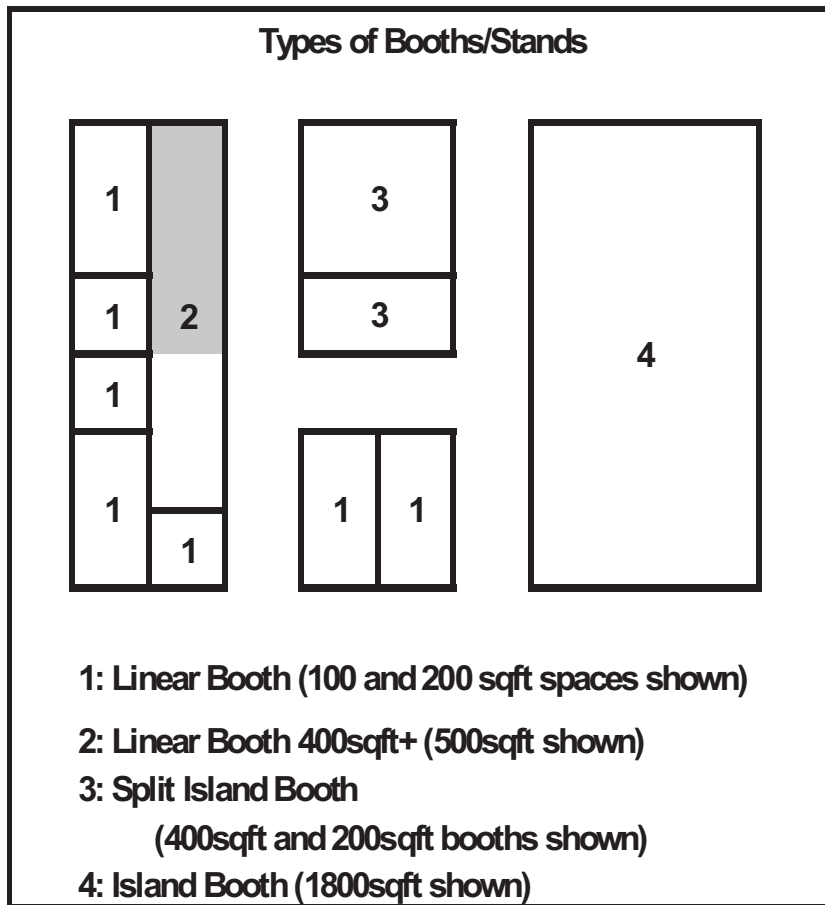 Types of Booths/Stands
1
3
1
2
3
4
1
1
1
1
1
1: Linear Booth (100 and 200 sqft spaces shown)
2: Linear Booth 400sqft+ (500sqft shown)
3: Split Island Booth
(400sqft and 200sqft booths shown)
4: Island Booth (1800sqft shown)